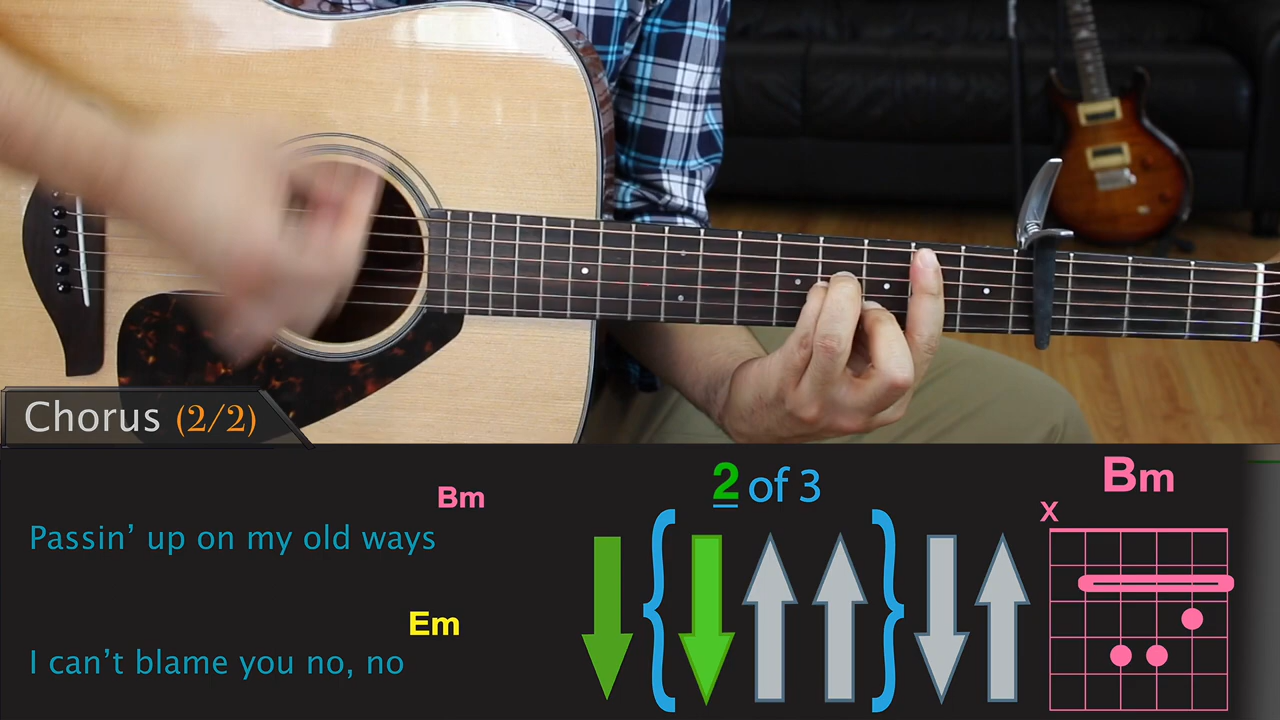 Chorus (2/2)
Bm
Passin’ up on my old ways
Em
I can’t blame you no, no
2 of 3
Bm
X